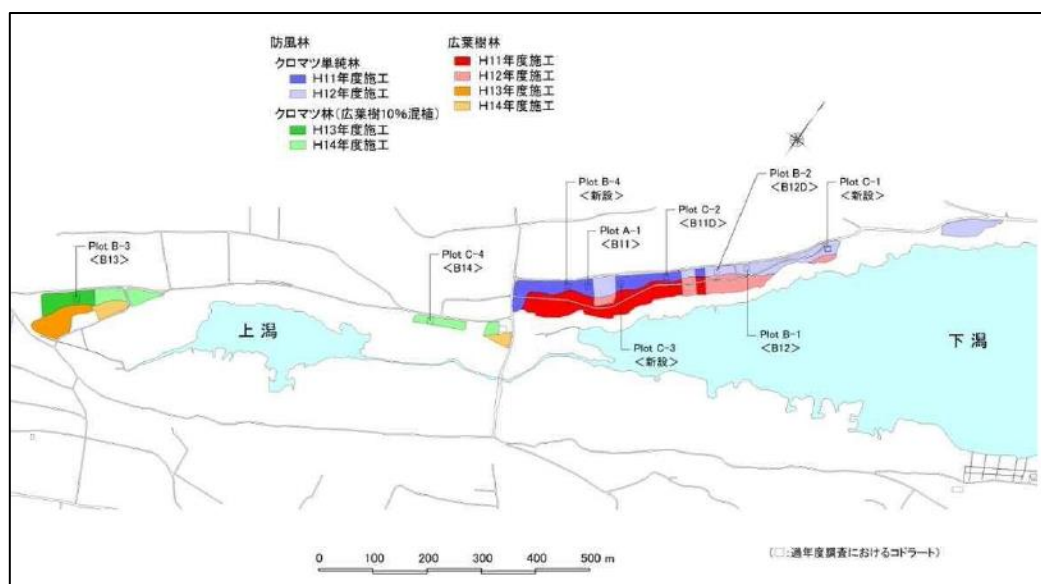 防風林
クロマツ単純林
H11年度施工
H12年度施工
クロマツ林(広葉樹10%混植)
H13年度施工
H14年度施工
広葉樹林
H11年度施工
H12年度施工
H13年度施工
H14年度施工
Plot B-2
<B12D>
Plot C-1
<新設>
Plot B-4
<新設>
Plot C-2
<B11D>
Plot A-1
<B11>
Plot B-3
<B13>
Plot C-4
<B14>
上潟
Plot C-3
<新設>
Plot B-1
<B12>
下潟
0 100 200 300 400 500 m
(□:過年度調査におけるコドラート)